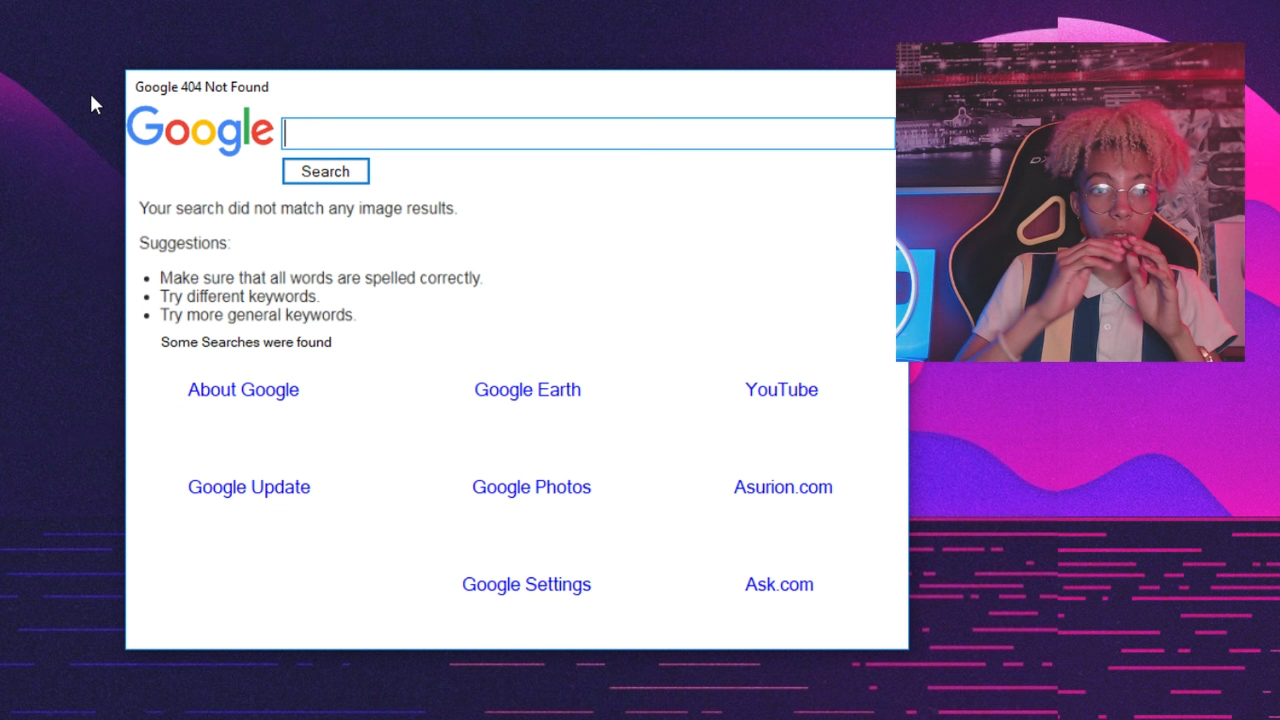 Google 404 Not Found
Google
Search
Your search did not match any image results.
Suggestions:
Make sure that all words are spelled correctly.
Try different keywords.
Try more general keywords.
Some Searches were found
About Google
Google Earth
YouTube
Google Update
Google Photos
Asurion.com
Google Settings
Ask.com